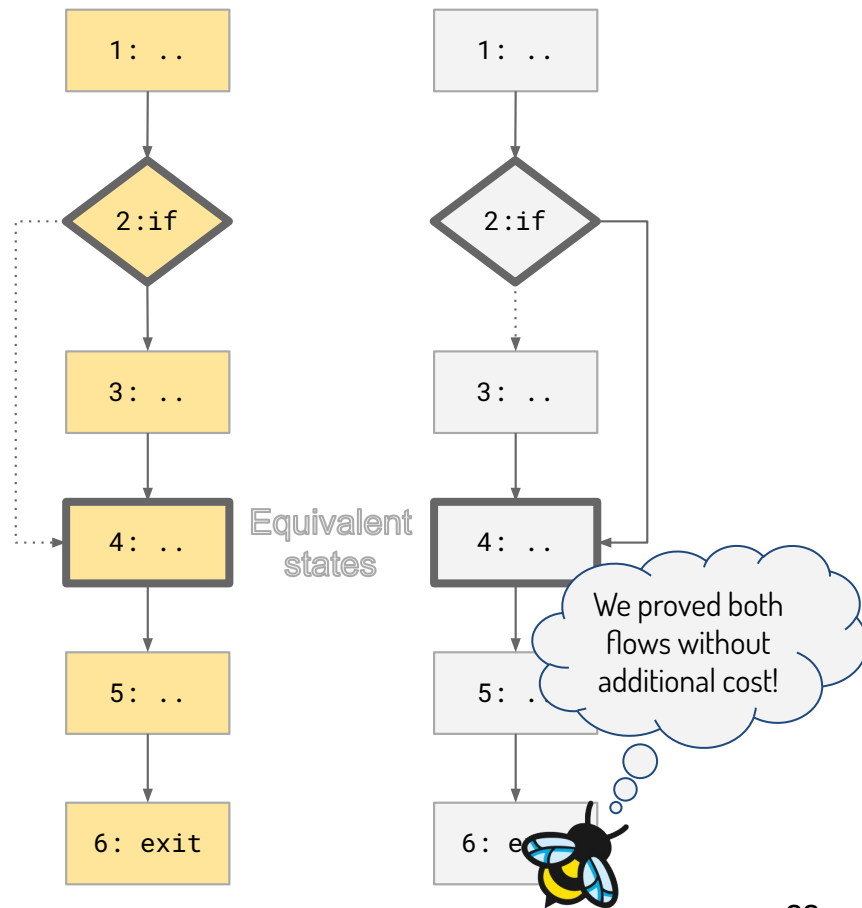 1: ..
2:if
3: ..
4: ..
5: ..
6: exit
Equivalent
states
1: ..
2:if
3: ..
4: ..
5: .
6: e
We proved both
flows without
additional cost!